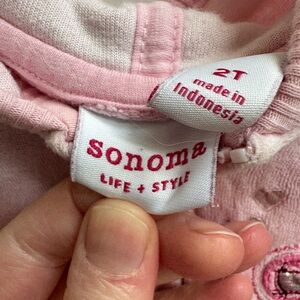 2T
made in
Indonesia
sonoma
LIFE + STYLE